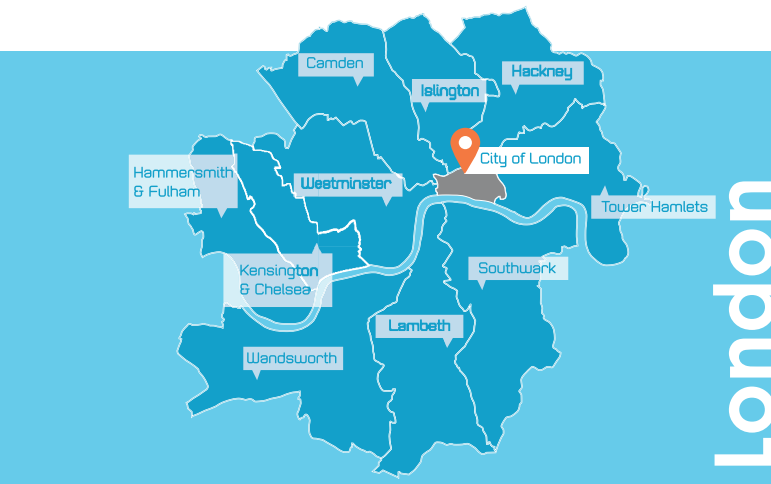 Camden
Islington
Hackney
City of London
Hammersmith
& Fulham
Westminster
Tower Hamlets
Kensington
& Chelsea
Southwark
Lambeth
Wandsworth
London